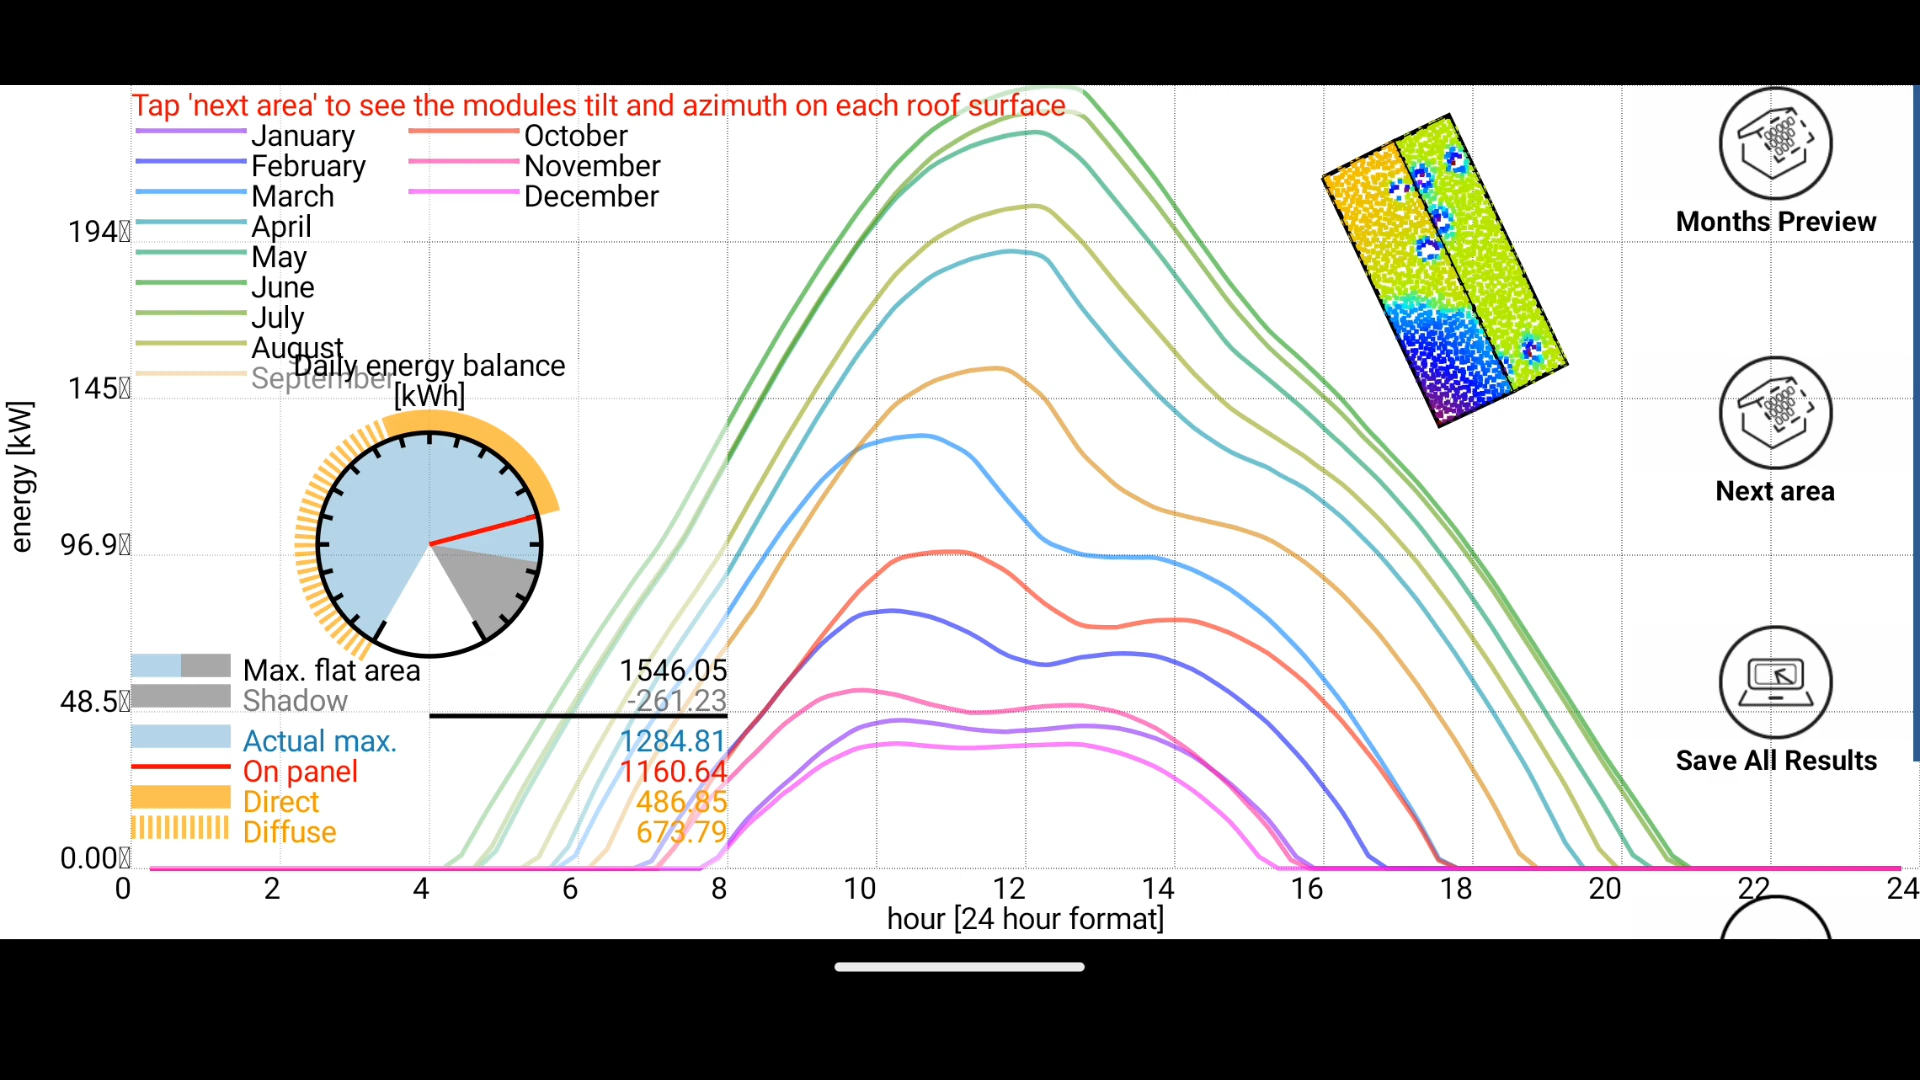 Tap 'next area' to see the modules tilt and azimuth on each roof surface
January
February
March
April
May
June
July
August
September
October
November
December
Daily energy balance
[kWh]
energy [kW]
194
145
96.9
48.5
0.00
Max. flat area 1546.05
Shadow -261.23
Actual max. 1284.81
On panel 1160.64
Direct 486.85
Diffuse 673.79
0 2 4 6 8 10 12 14 16 18 20 22 24
hour [24 hour format]
Months Preview
Next area
Save All Results